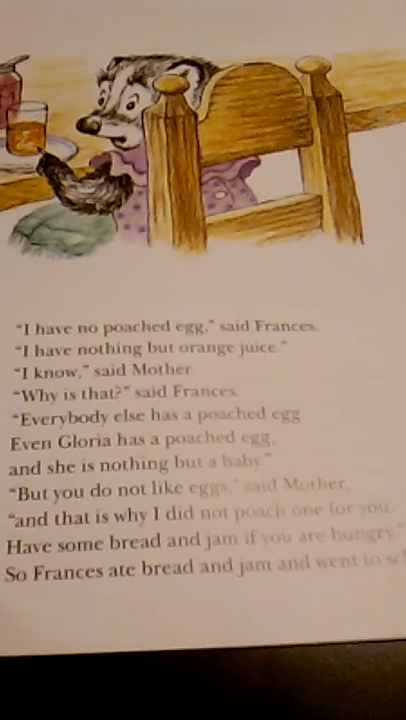 "I have no poached egg," said Frances.
"I have nothing but orange juice."
"I know," said Mother.
"Why is that?" said Frances.
"Everybody else has a poached egg.
Even Gloria has a poached egg,
and she is nothing but a baby."
"But you do not like eggs," said Mother,
"and that is why I did not poach one for you.
Have some bread and jam if you are hungry."
So Frances ate bread and jam and went to